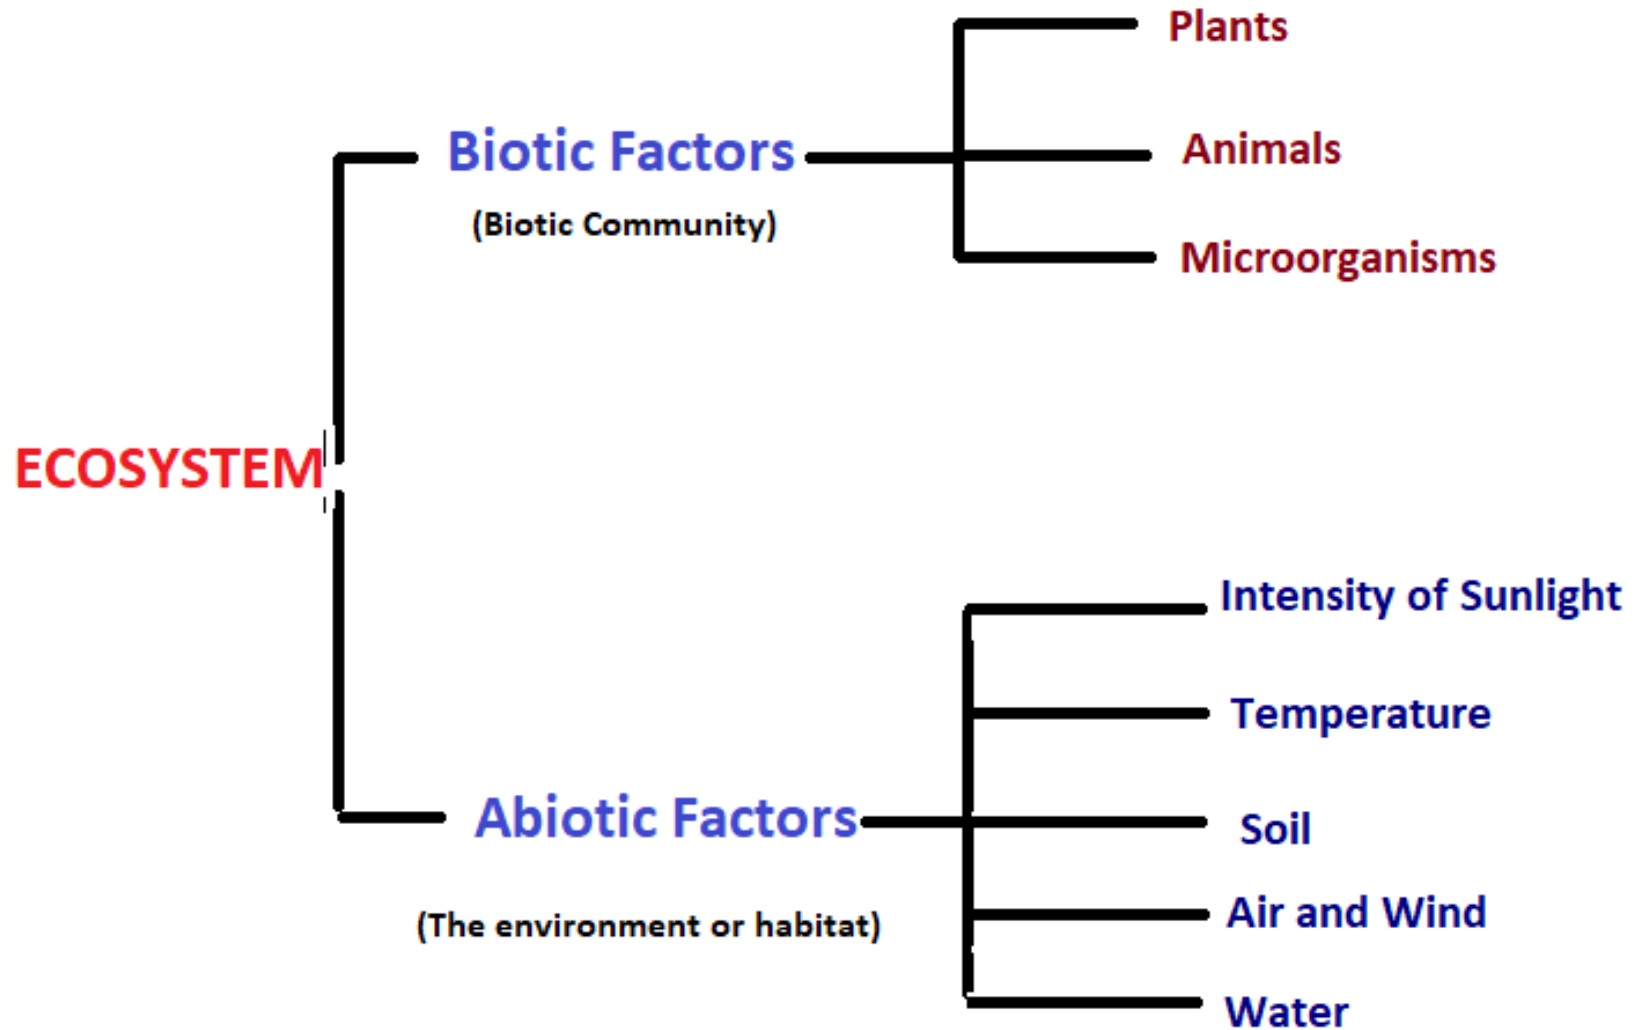 Plants
Biotic Factors
Animals
(Biotic Community)
Microorganisms
ECOSYSTEM
Intensity of Sunlight
Temperature
Abiotic Factors
Soil
(The environment or habitat)
Air and Wind
Water